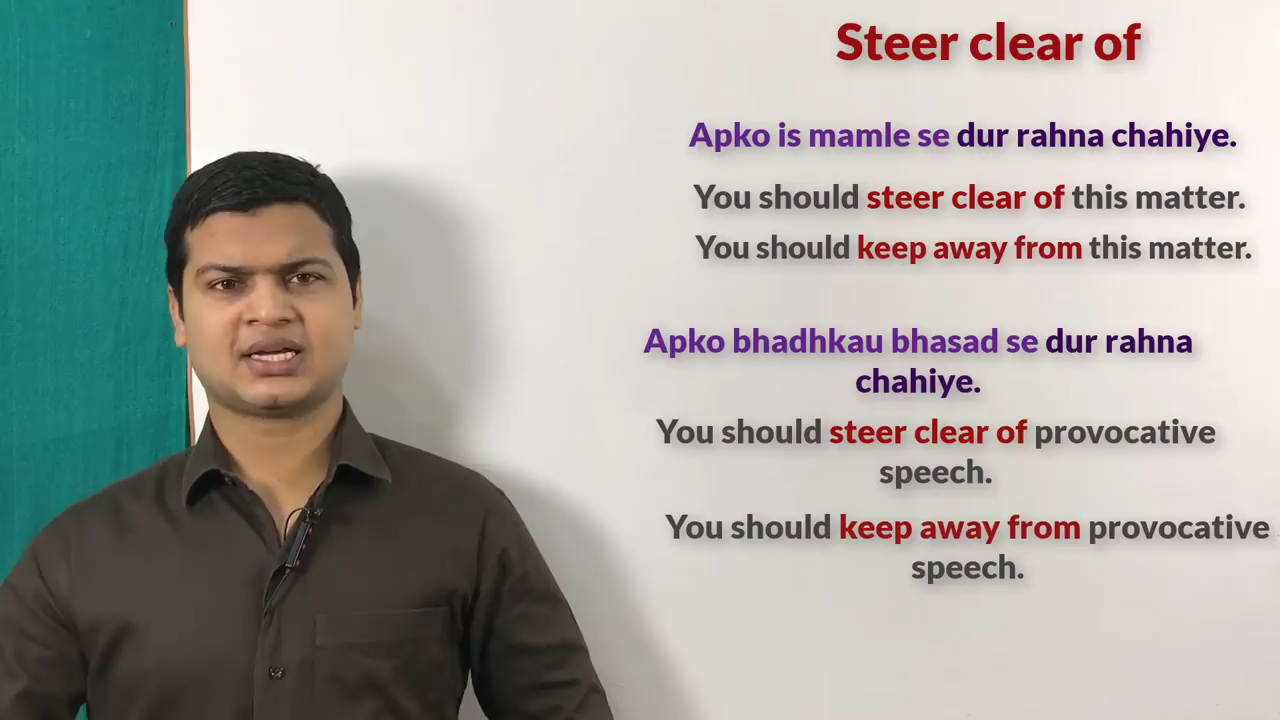 Steer clear of
Apko is mamle se dur rahna chahiye.
You should steer clear of this matter.
You should keep away from this matter.
Apko bhadhkau bhasad se dur rahna
chahiye.
You should steer clear of provocative
speech.
You should keep away from provocative
speech.